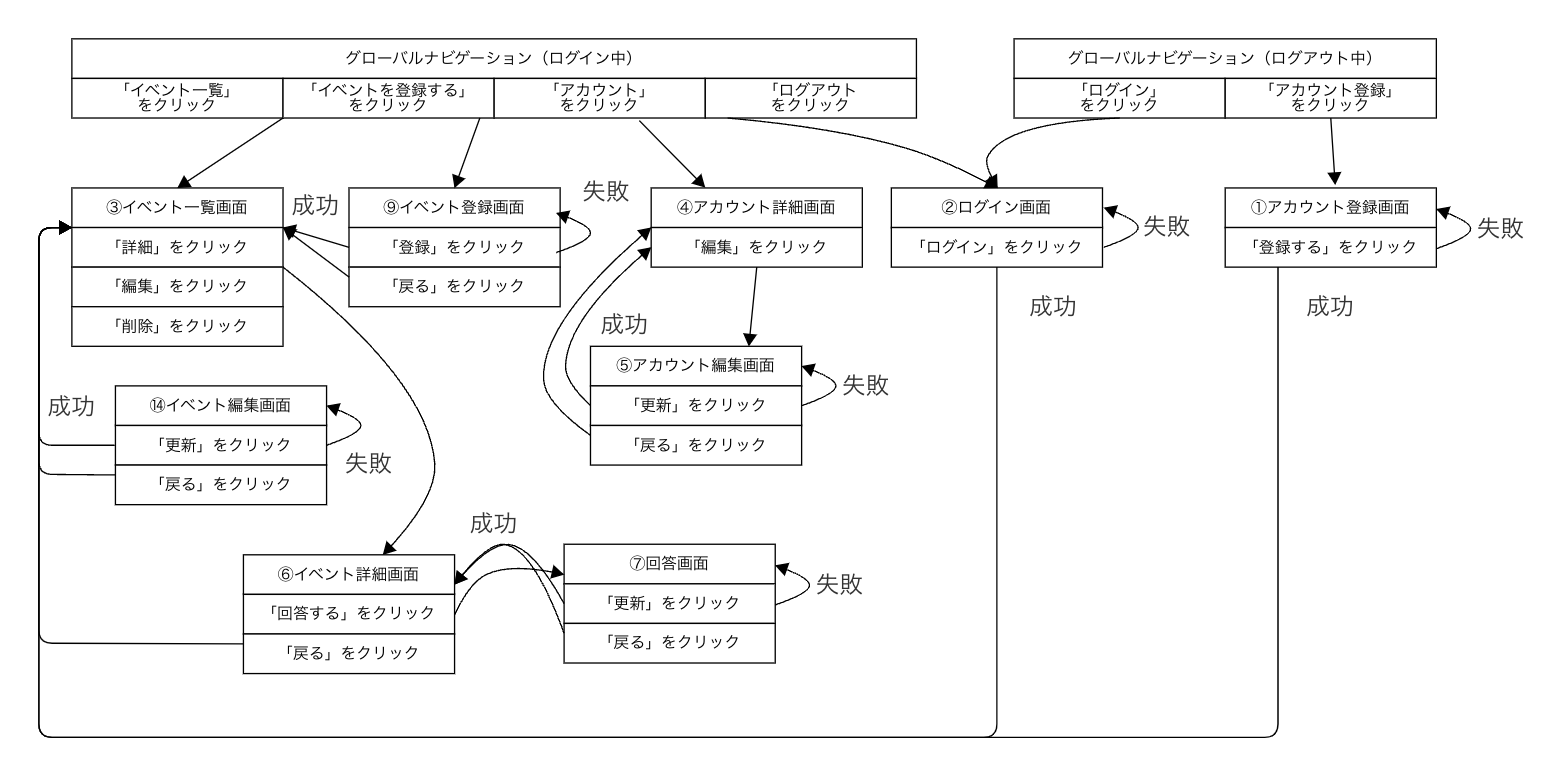 グローバルナビゲーション（ログイン中）
「イベント一覧」
をクリック
「イベントを登録する」
をクリック
「アカウント」
をクリック
「ログアウト
をクリック
グローバルナビゲーション（ログアウト中）
「ログイン」
をクリック
「アカウント登録」
をクリック
③イベント一覧画面
「詳細」をクリック
「編集」をクリック
「削除」をクリック
成功
⑨イベント登録画面
「登録」をクリック
「戻る」をクリック
失敗
④アカウント詳細画面
「編集」をクリック
②ログイン画面
「ログイン」をクリック
失敗
成功
①アカウント登録画面
「登録する」をクリック
失敗
成功
成功
⑤アカウント編集画面
「更新」をクリック
「戻る」をクリック
失敗
成功
⑭イベント編集画面
「更新」をクリック
「戻る」をクリック
失敗
⑥イベント詳細画面
「回答する」をクリック
「戻る」をクリック
成功
⑦回答画面
「更新」をクリック
「戻る」をクリック
失敗